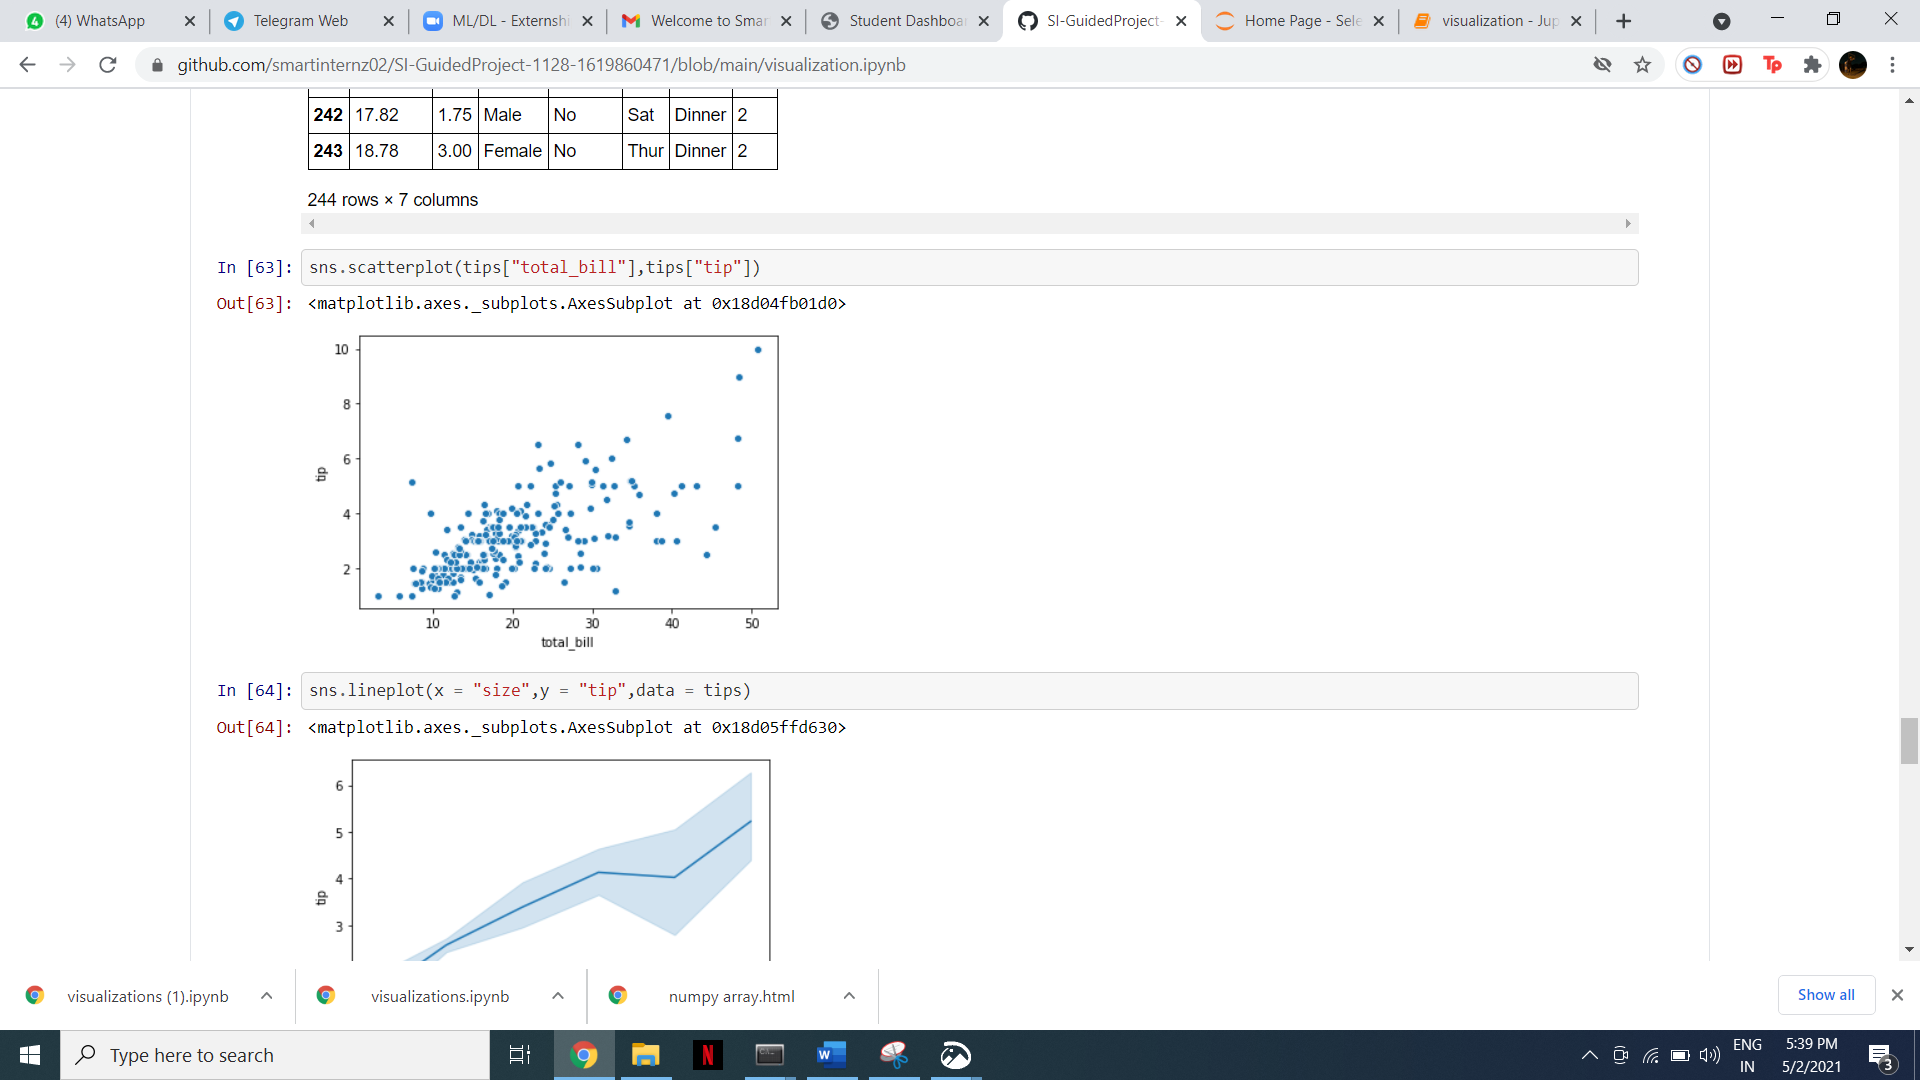 (4) WhatsApp
Telegram Web
ML/DL - Externshi
Welcome to Smar
Student Dashboar
SI-GuidedProject-
Home Page - Sele
visualization - Jup
github.com/smartinternz02/SI-GuidedProject-1128-1619860471/blob/main/visualization.ipynb
242 17.82 1.75 Male No Sat Dinner 2
243 18.78 3.00 Female No Thur Dinner 2
244 rows × 7 columns
In [63]: sns.scatterplot(tips["total_bill"],tips["tip"])
Out[63]: <matplotlib.axes._subplots.AxesSubplot at 0x18d04fb01d0>
10
8
6
4
2
tip
10 20 30 40 50
total_bill
In [64]: sns.lineplot(x = "size",y = "tip",data = tips)
Out[64]: <matplotlib.axes._subplots.AxesSubplot at 0x18d05ffd630>
6
5
4
3
tip
visualizations (1).ipynb
visualizations.ipynb
numpy array.html
Show all
Type here to search
ENG
IN
5:39 PM
5/2/2021
3